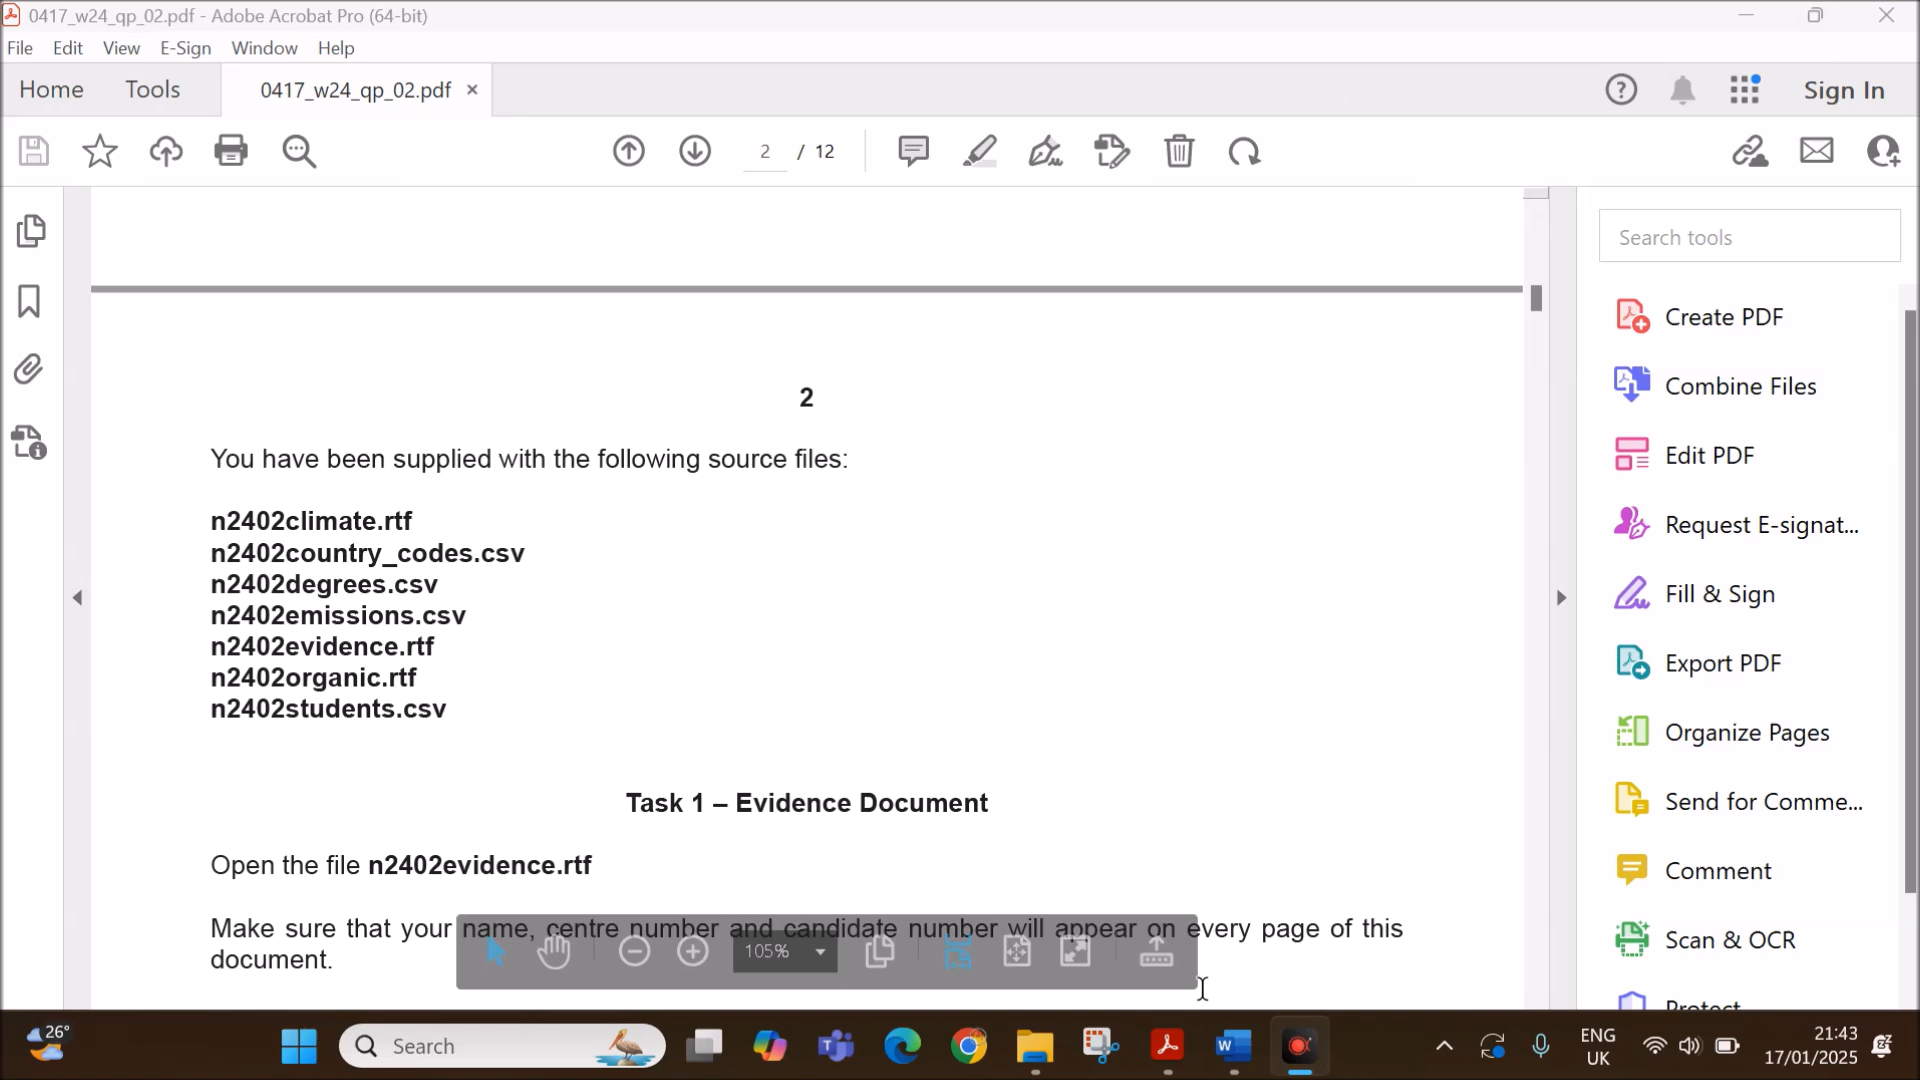 0417_w24_qp_02.pdf - Adobe Acrobat Pro (64-bit)
File Edit View E-Sign Window Help
Home Tools 0417_w24_qp_02.pdf × Sign In
2 / 12
Search tools
2
You have been supplied with the following source files:
n2402climate.rtf
n2402country_codes.csv
n2402degrees.csv
n2402emissions.csv
n2402evidence.rtf
n2402organic.rtf
n2402students.csv
Task 1 – Evidence Document
Open the file n2402evidence.rtf
Make sure that your name, centre number and candidate number will appear on every page of this
document.
105%
Create PDF
Combine Files
Edit PDF
Request E-signat...
Fill & Sign
Export PDF
Organize Pages
Send for Comme...
Comment
Scan & OCR
Protect
26°
Search
ENG
UK
21:43
17/01/2025